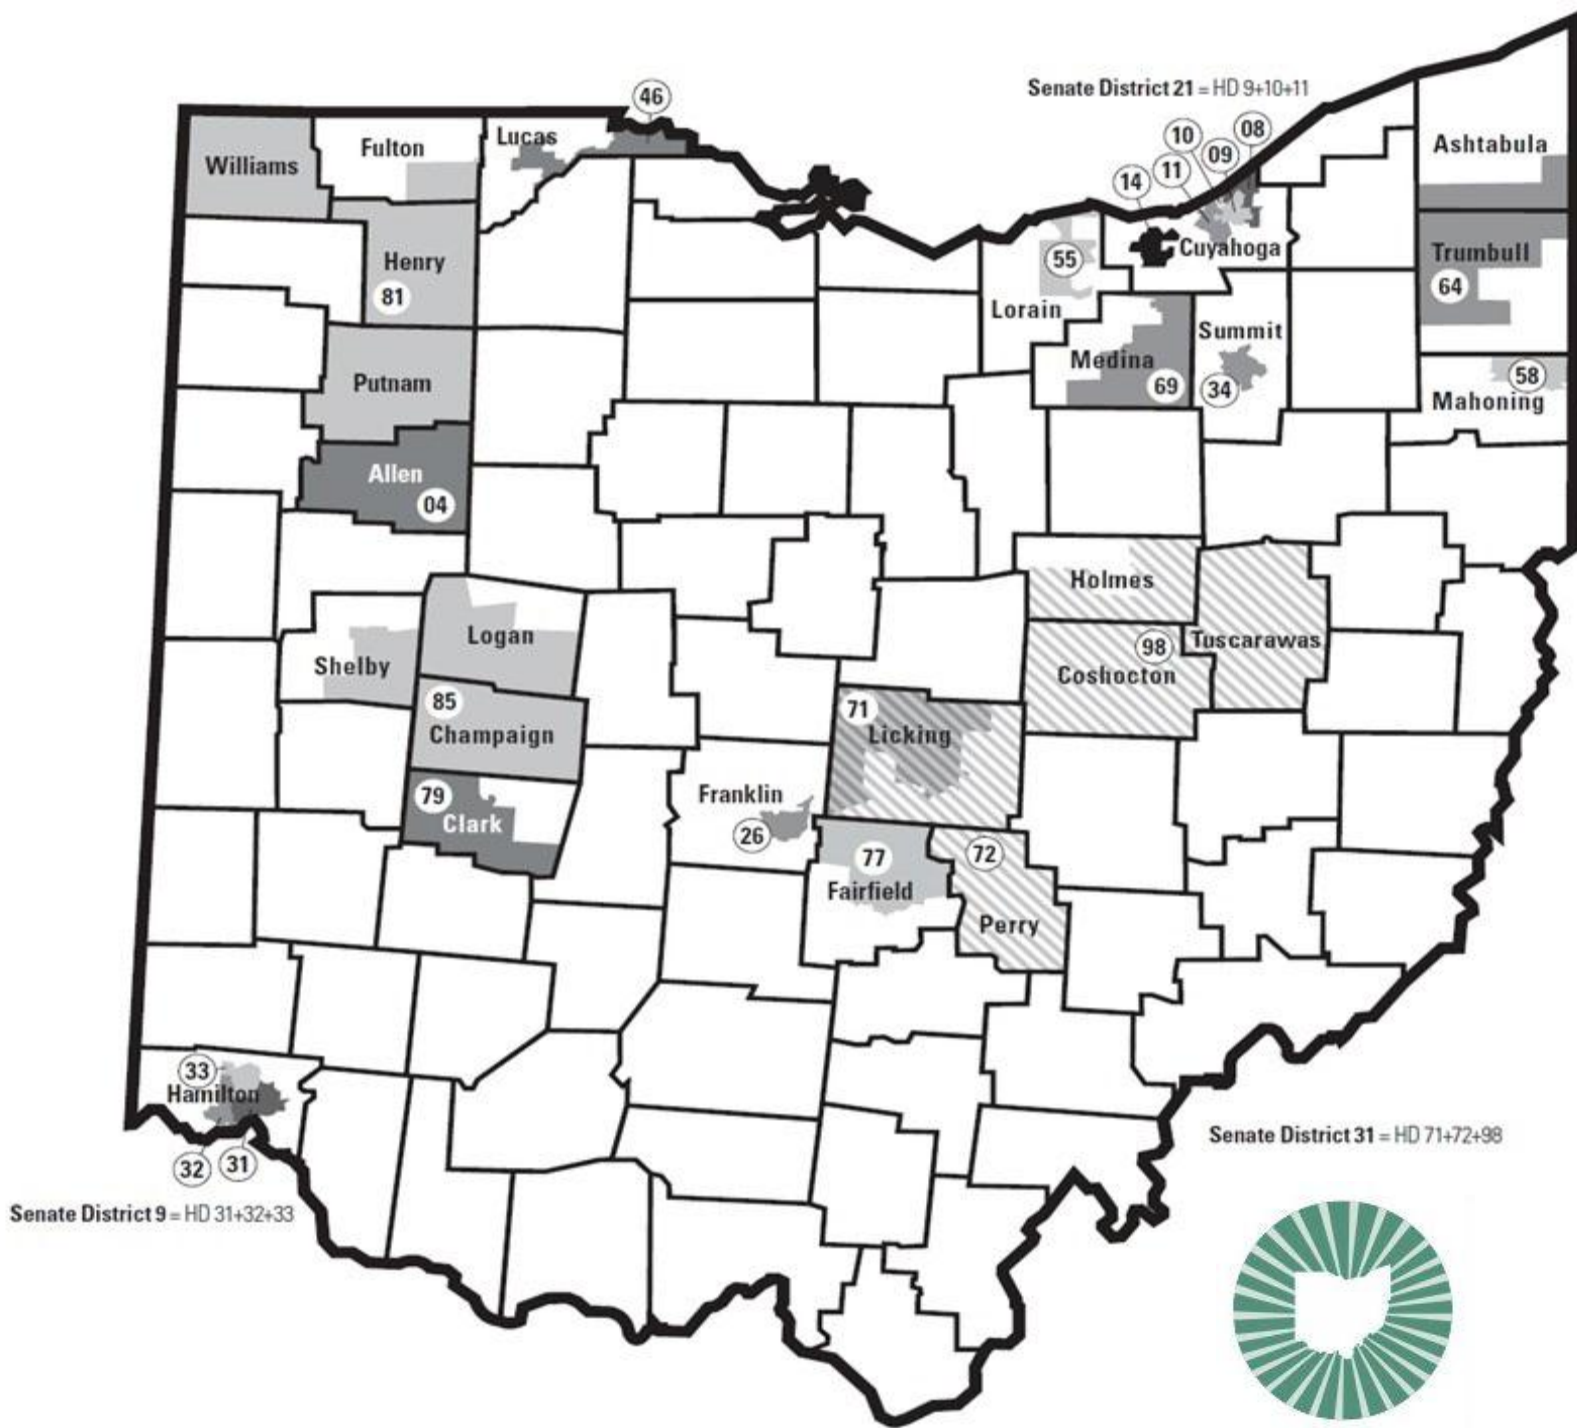 46
Senate District 21 = HD 9+10+11
10
08
09
11
14
Williams
Fulton
Lucas
Ashtabula
Henry
81
55
Cuyahoga
Trumbull
64
Lorain
Summit
Medina
69
34
58
Mahoning
Putnam
Allen
04
Holmes
Logan
Shelby
98
Tuscarawas
Coshocton
85
Champaign
71
Licking
79
Clark
Franklin
26
77
Fairfield
72
Perry
33
Hamilton
32
31
Senate District 31 = HD 71+72+98
Senate District 9 = HD 31+32+33